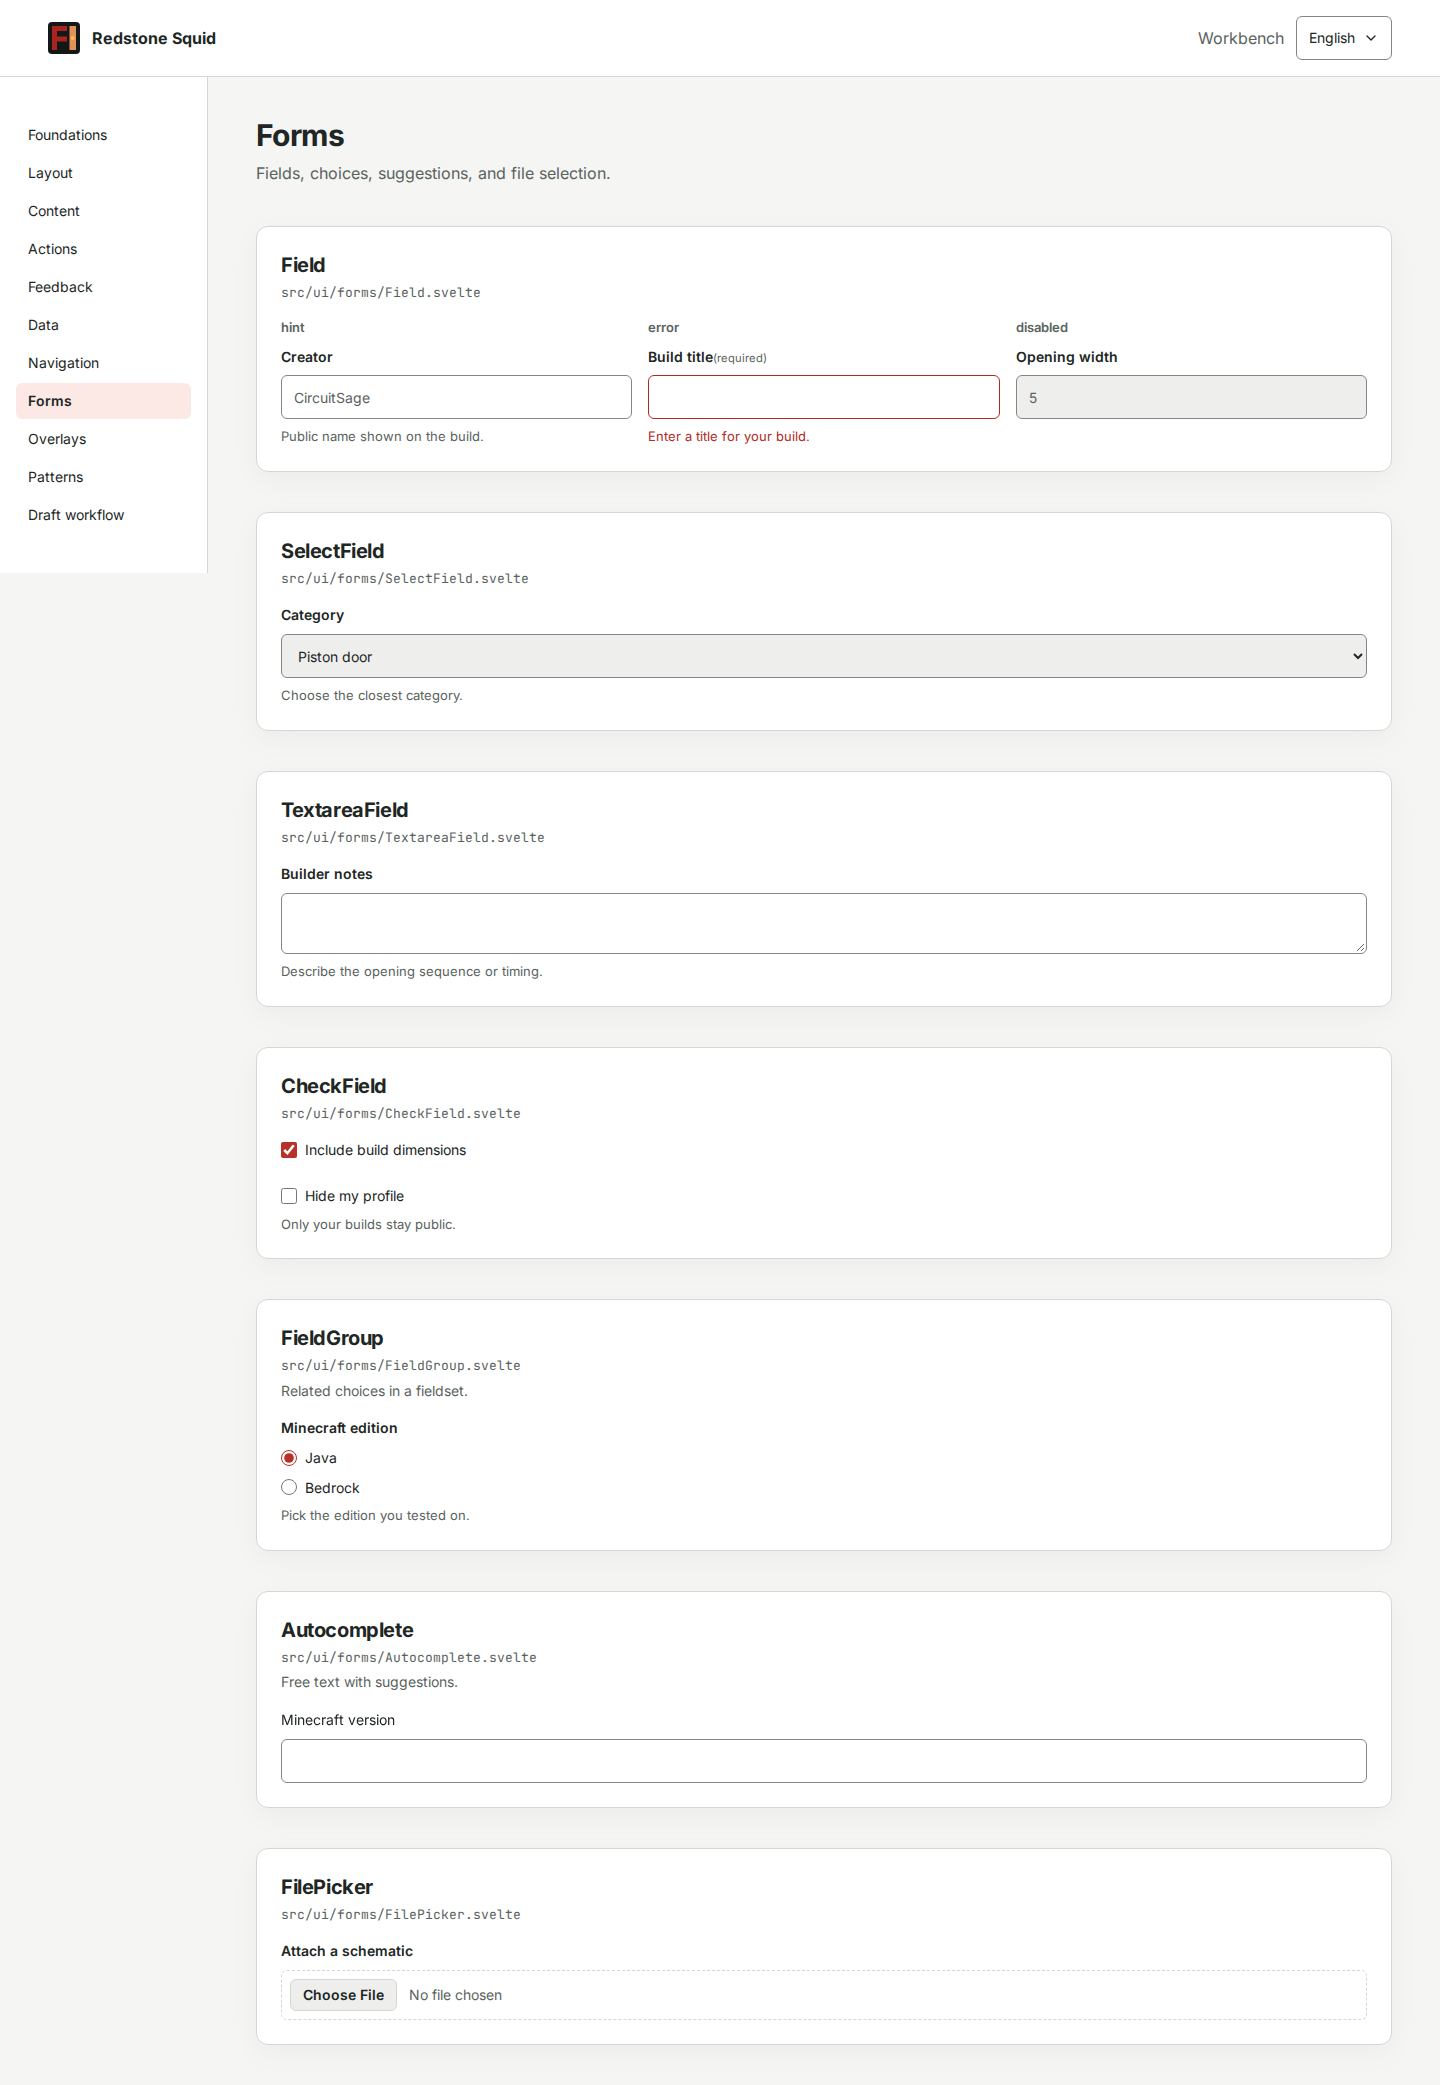 Redstone Squid
Workbench
English
Foundations
Layout
Content
Actions
Feedback
Data
Navigation
Forms
Overlays
Patterns
Draft workflow
Forms
Fields, choices, suggestions, and file selection.
Field
src/ui/forms/Field.svelte
hint
error
disabled
Creator
Build title(required)
Opening width
CircuitSage
5
Public name shown on the build.
Enter a title for your build.
SelectField
src/ui/forms/SelectField.svelte
Category
Piston door
Choose the closest category.
TextareaField
src/ui/forms/TextareaField.svelte
Builder notes
Describe the opening sequence or timing.
CheckField
src/ui/forms/CheckField.svelte
Include build dimensions
Hide my profile
Only your builds stay public.
FieldGroup
src/ui/forms/FieldGroup.svelte
Related choices in a fieldset.
Minecraft edition
Java
Bedrock
Pick the edition you tested on.
Autocomplete
src/ui/forms/Autocomplete.svelte
Free text with suggestions.
Minecraft version
FilePicker
src/ui/forms/FilePicker.svelte
Attach a schematic
Choose File
No file chosen